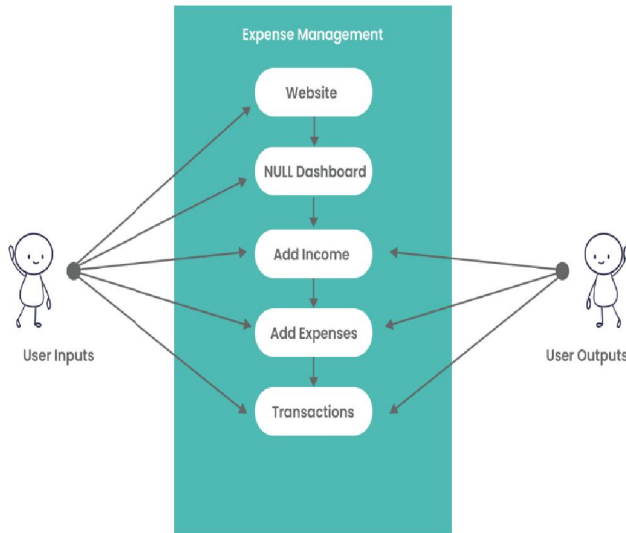 Expense Management
Website
NULL Dashboard
Add Income
Add Expenses
Transactions
User Inputs
User Outputs